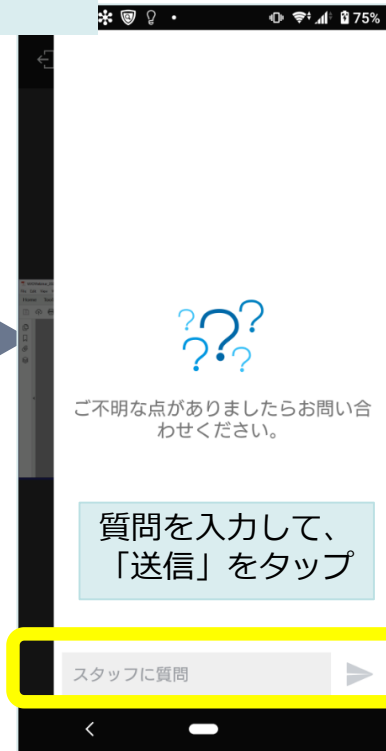 75%
ご不明な点がありましたらお問い合
わせください。
質問を入力して、
「送信」をタップ
スタッフに質問